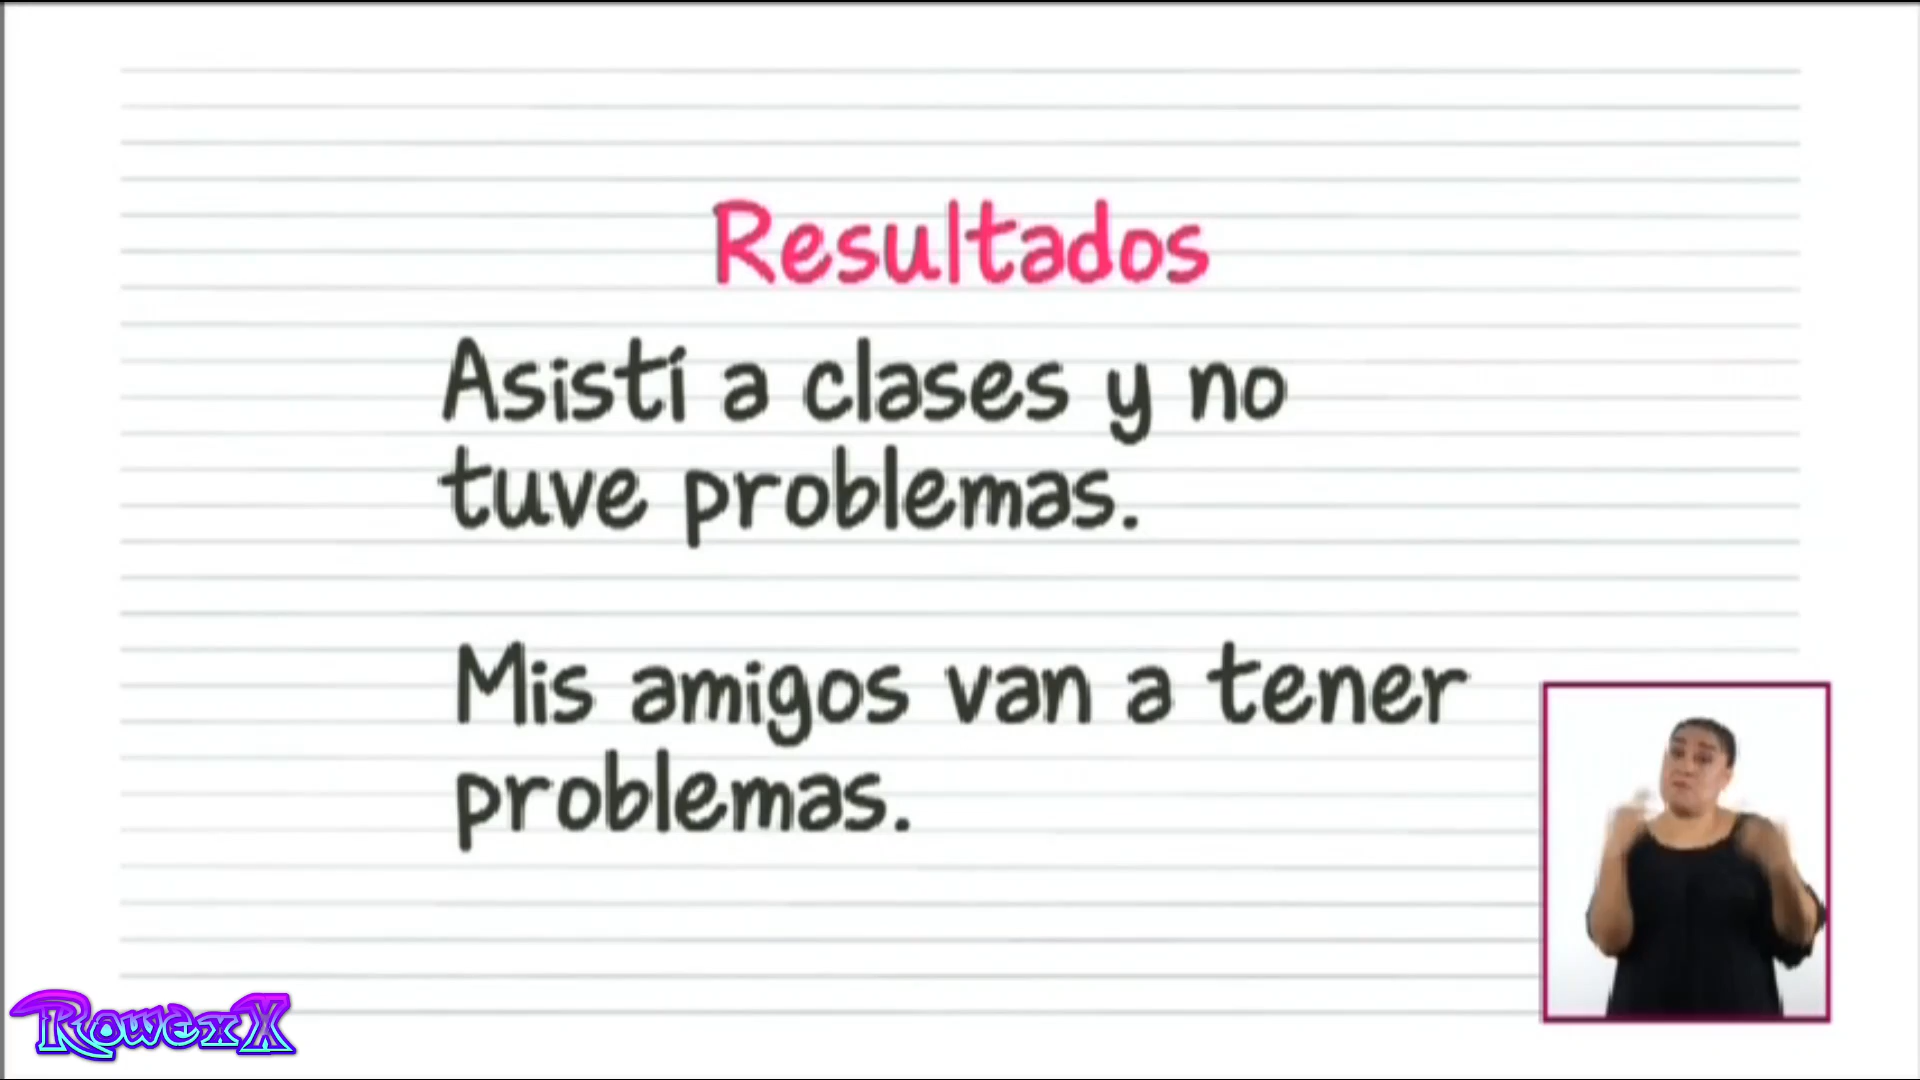 Resultados
Asistí a clases y no
tuve problemas.
Mis amigos van a tener
problemas.
RowexX